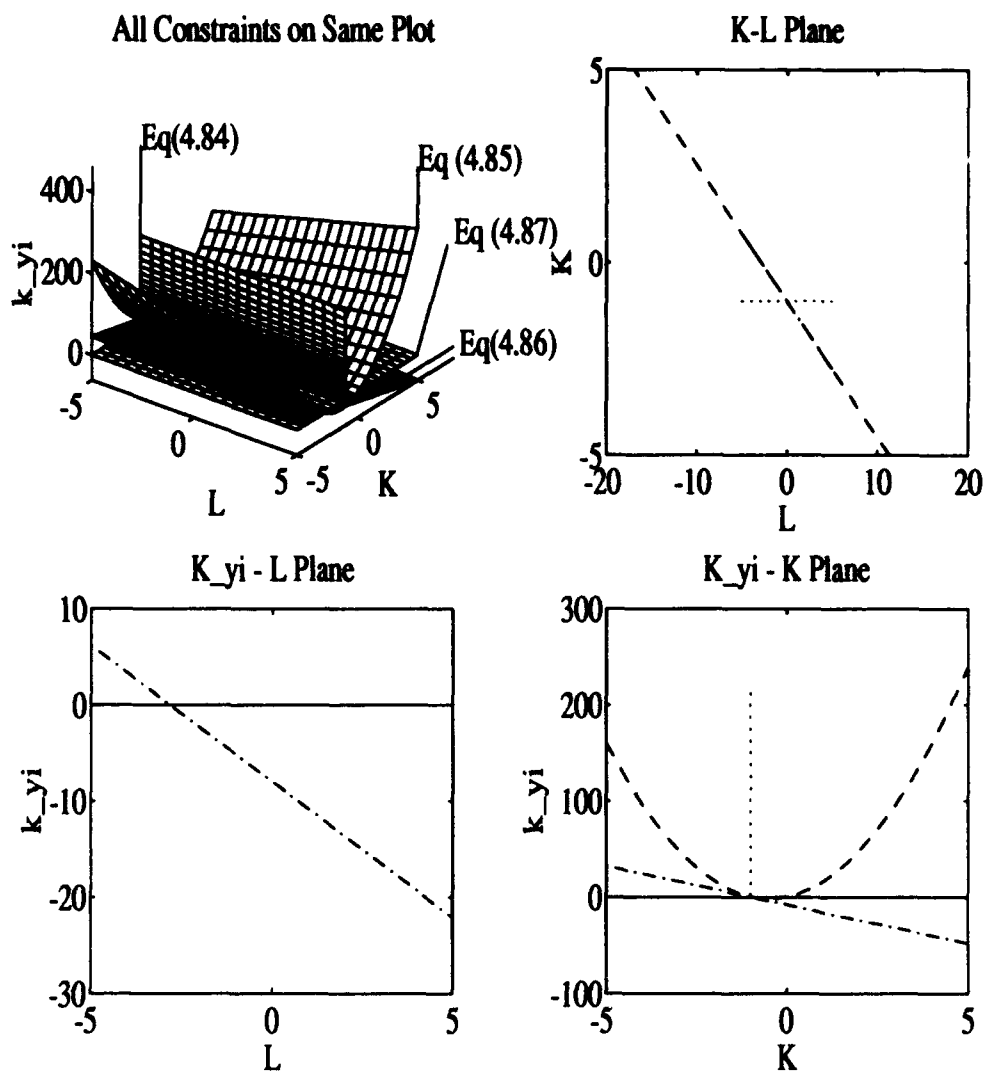 All Constraints on Same Plot
Eq(4.84)
Eq (4.85)
Eq (4.87)
Eq(4.86)
400
200
0
k_yi
-5
0
5
L
-5
0
5
K
K-L Plane
5
0
-5
K
-20
-10
0
10
20
L
K_yi - L Plane
10
0
-10
-20
-30
k_yi
-5
0
5
L
K_yi - K Plane
300
200
100
0
-100
k_yi
-5
0
5
K